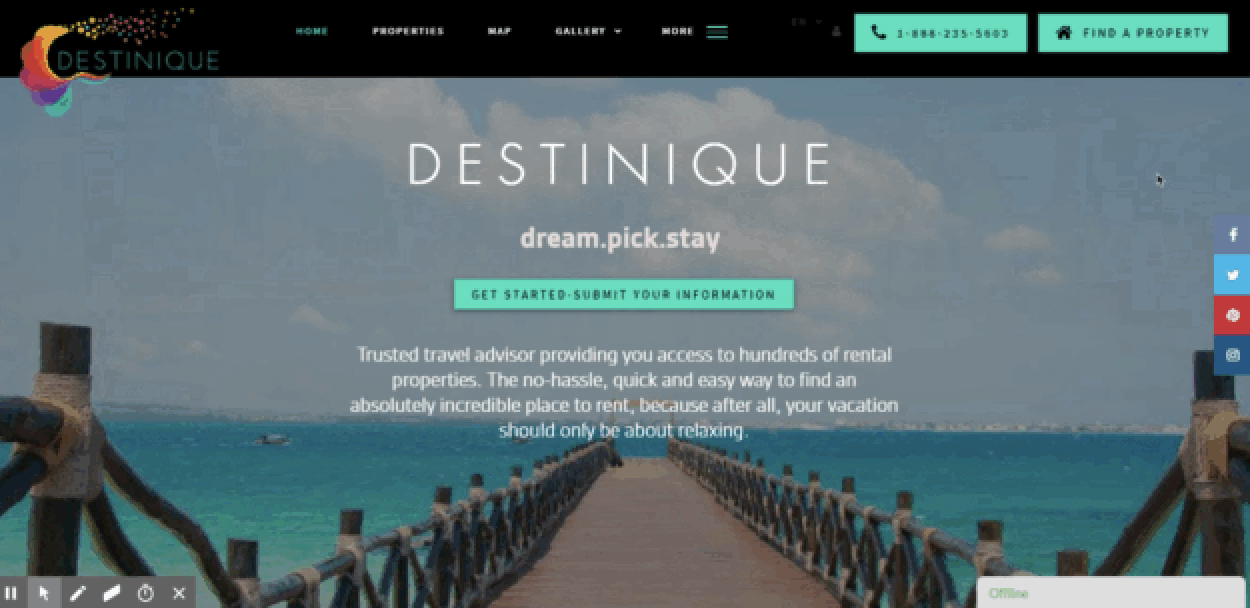 DESTINIQUE
HOME
PROPERTIES
MAP
GALLERY
MORE
EN
1-888-235-5603
FIND A PROPERTY
DESTINIQUE
dream.pick.stay
GET STARTED-SUBMIT YOUR INFORMATION
Trusted travel advisor providing you access to hundreds of rental
properties. The no-hassle, quick and easy way to find an
absolutely incredible place to rent, because after all, your vacation
should only be about relaxing.
Offline